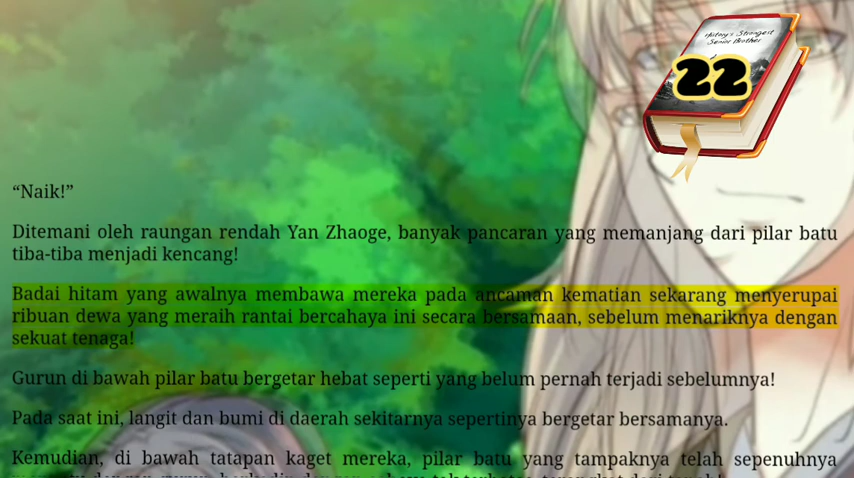 History's Strongest
Senior Brother
22
“Naik!”
Ditemani oleh raungan rendah Yan Zhaoge, banyak pancaran yang memanjang dari pilar batu
tiba-tiba menjadi kencang!
Badai hitam yang awalnya membawa mereka pada ancaman kematian sekarang menyerupai
ribuan dewa yang meraih rantai bercahaya ini secara bersamaan, sebelum menariknya dengan
sekuat tenaga!
Gurun di bawah pilar batu bergetar hebat seperti yang belum pernah terjadi sebelumnya!
Pada saat ini, langit dan bumi di daerah sekitarnya sepertinya bergetar bersamanya.
Kemudian, di bawah tatapan kaget mereka, pilar batu yang tampaknya telah sepenuhnya